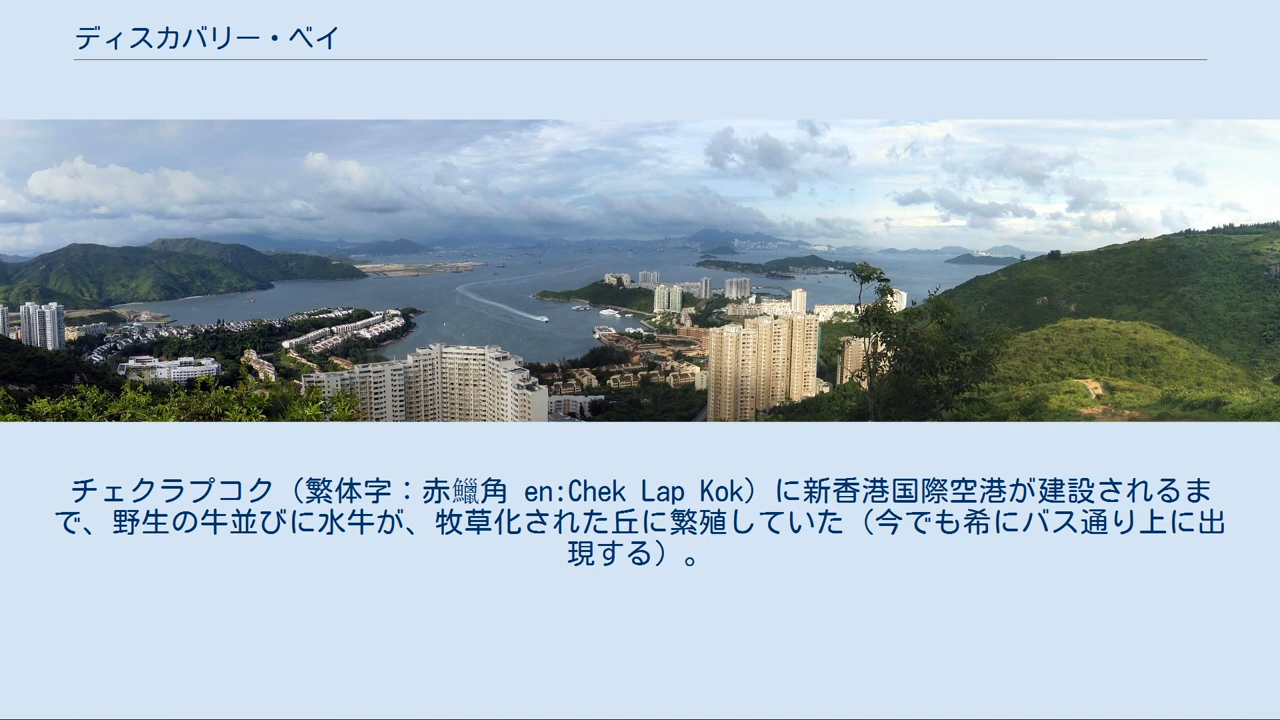 ディスカバリー・ベイ
チェクラプコク（繁体字：赤鱲角 en:Chek Lap Kok）に新香港国際空港が建設されるま
で、野生の牛並びに水牛が、牧草化された丘に繁殖していた（今でも希にバス通り上に出
現する）。